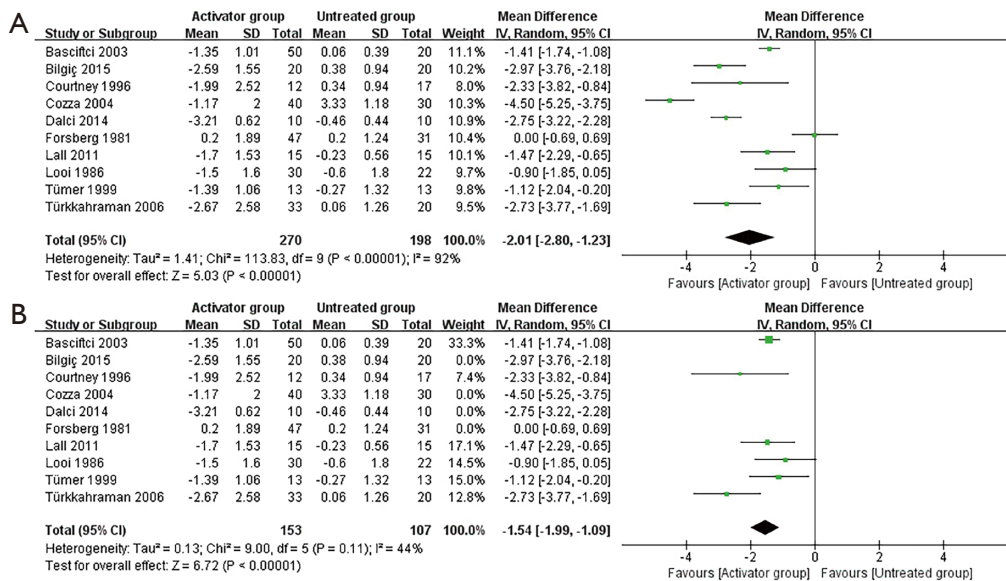 A
Activator group Untreated group Mean Difference Mean Difference
Study or Subgroup Mean SD Total Mean SD Total Weight IV, Random, 95% CI IV, Random, 95% CI
Basciftci 2003 -1.35 1.01 50 0.06 0.39 20 11.1% -1.41 [-1.74, -1.08]
Bilgiç 2015 -2.59 1.55 20 0.38 0.94 20 10.2% -2.97 [-3.76, -2.18]
Courtney 1996 -1.99 2.52 12 0.34 0.94 17 8.0% -2.33 [-3.82, -0.84]
Cozza 2004 -1.17 2 40 3.33 1.18 30 10.3% -4.50 [-5.25, -3.75]
Dalci 2014 -3.21 0.62 10 -0.46 0.44 10 10.9% -2.75 [-3.22, -2.28]
Forsberg 1981 0.2 1.89 47 0.2 1.24 31 10.4% 0.00 [-0.69, 0.69]
Lall 2011 -1.7 1.53 15 -0.23 0.56 15 10.1% -1.47 [-2.29, -0.65]
Looi 1986 -1.5 1.6 30 -0.6 1.8 22 9.7% -0.90 [-1.85, 0.05]
Tümer 1999 -1.39 1.06 13 -0.27 1.32 13 9.8% -1.12 [-2.04, -0.20]
Türkkahraman 2006 -2.67 2.58 33 0.06 1.26 20 9.5% -2.73 [-3.77, -1.69]
Total (95% CI) 270 198 100.0% -2.01 [-2.80, -1.23]
Heterogeneity: Tau² = 1.41; Chi² = 113.83, df = 9 (P < 0.00001); I² = 92%
Test for overall effect: Z = 5.03 (P < 0.00001)
-4 -2 0 2 4
Favours [Activator group] Favours [Untreated group]
B
Activator group Untreated group Mean Difference Mean Difference
Study or Subgroup Mean SD Total Mean SD Total Weight IV, Random, 95% CI IV, Random, 95% CI
Basciftci 2003 -1.35 1.01 50 0.06 0.39 20 33.3% -1.41 [-1.74, -1.08]
Bilgiç 2015 -2.59 1.55 20 0.38 0.94 20 0.0% -2.97 [-3.76, -2.18]
Courtney 1996 -1.99 2.52 12 0.34 0.94 17 7.4% -2.33 [-3.82, -0.84]
Cozza 2004 -1.17 2 40 3.33 1.18 30 0.0% -4.50 [-5.25, -3.75]
Dalci 2014 -3.21 0.62 10 -0.46 0.44 10 0.0% -2.75 [-3.22, -2.28]
Forsberg 1981 0.2 1.89 47 0.2 1.24 31 0.0% 0.00 [-0.69, 0.69]
Lall 2011 -1.7 1.53 15 -0.23 0.56 15 17.1% -1.47 [-2.29, -0.65]
Looi 1986 -1.5 1.6 30 -0.6 1.8 22 14.5% -0.90 [-1.85, 0.05]
Tümer 1999 -1.39 1.06 13 -0.27 1.32 13 15.0% -1.12 [-2.04, -0.20]
Türkkahraman 2006 -2.67 2.58 33 0.06 1.26 20 12.8% -2.73 [-3.77, -1.69]
Total (95% CI) 153 107 100.0% -1.54 [-1.99, -1.09]
Heterogeneity: Tau² = 0.13; Chi² = 9.00, df = 5 (P = 0.11); I² = 44%
Test for overall effect: Z = 6.72 (P < 0.00001)
-4 -2 0 2 4
Favours [Activator group] Favours [Untreated group]